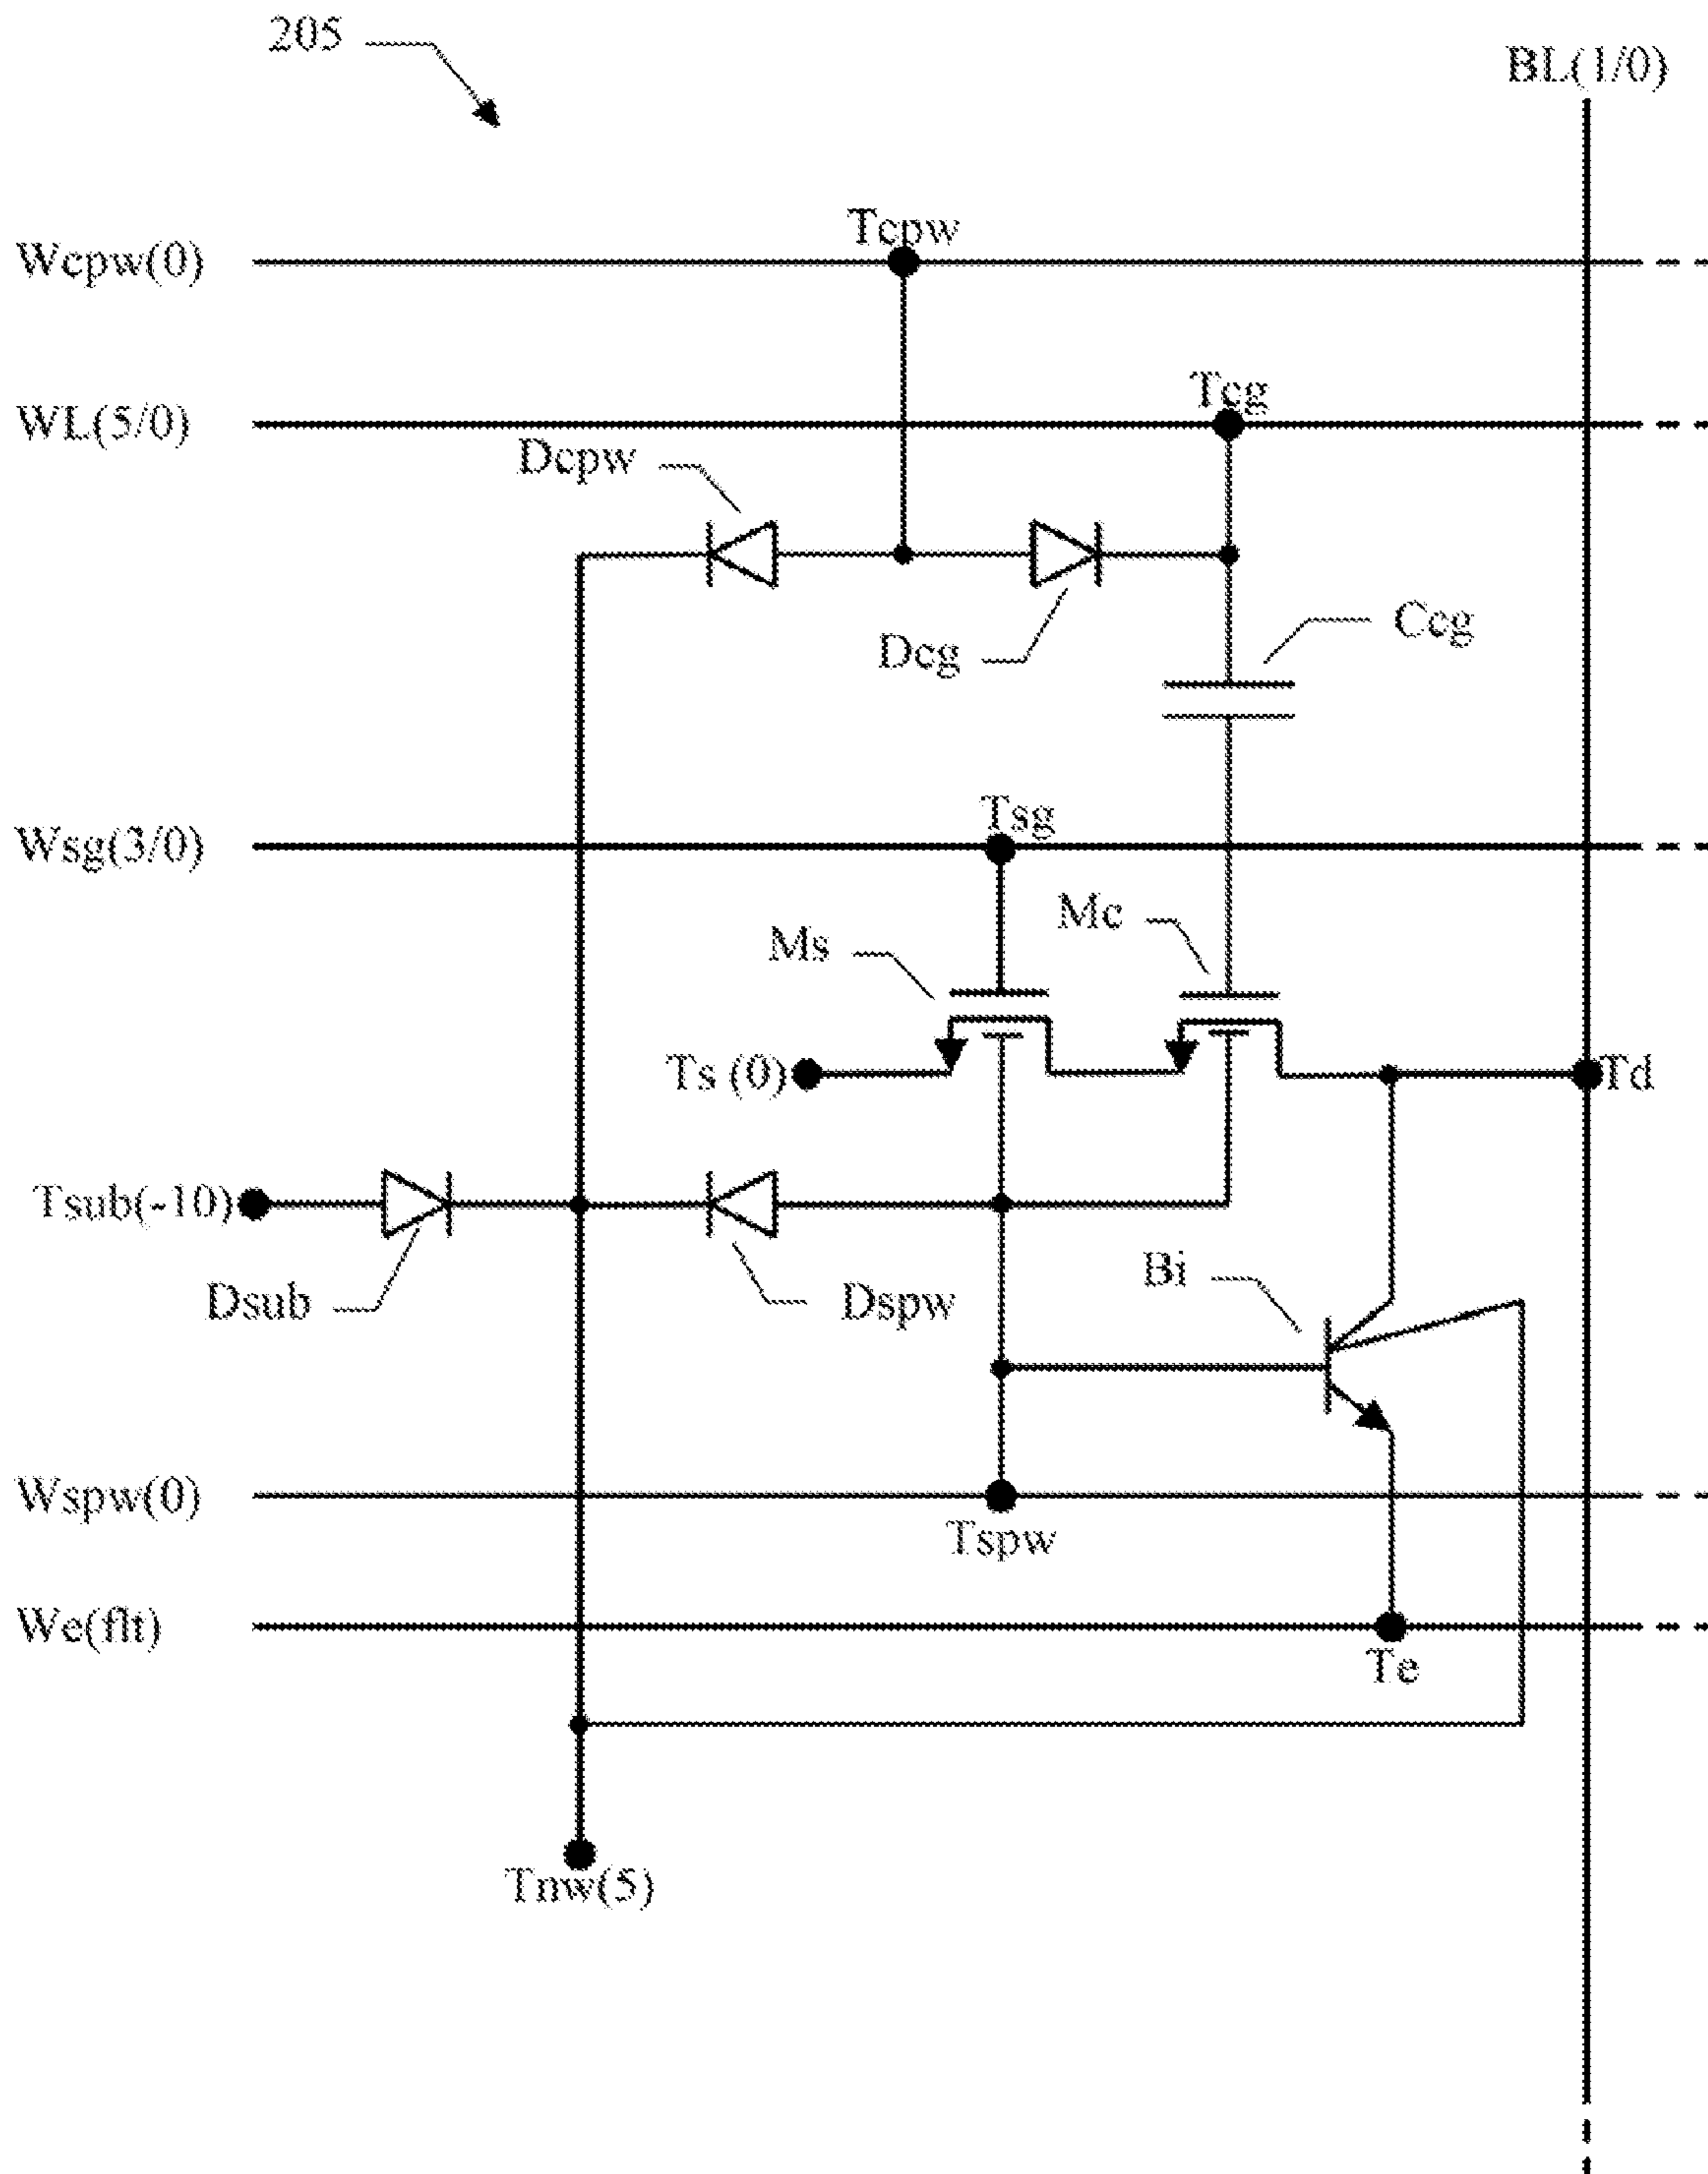 205
BL(1/0)
Tcpw
Wcpw(0)
Tcg
WL(5/0)
Dcpw
Ccg
Dcg
Tsg
Wsg(3/0)
Mc
Ms
Ts (0)
Td
Tsub(-10)
Bi
Dsub
Dspw
Wspw(0)
Tspw
We(flt)
Te
Tnw(5)